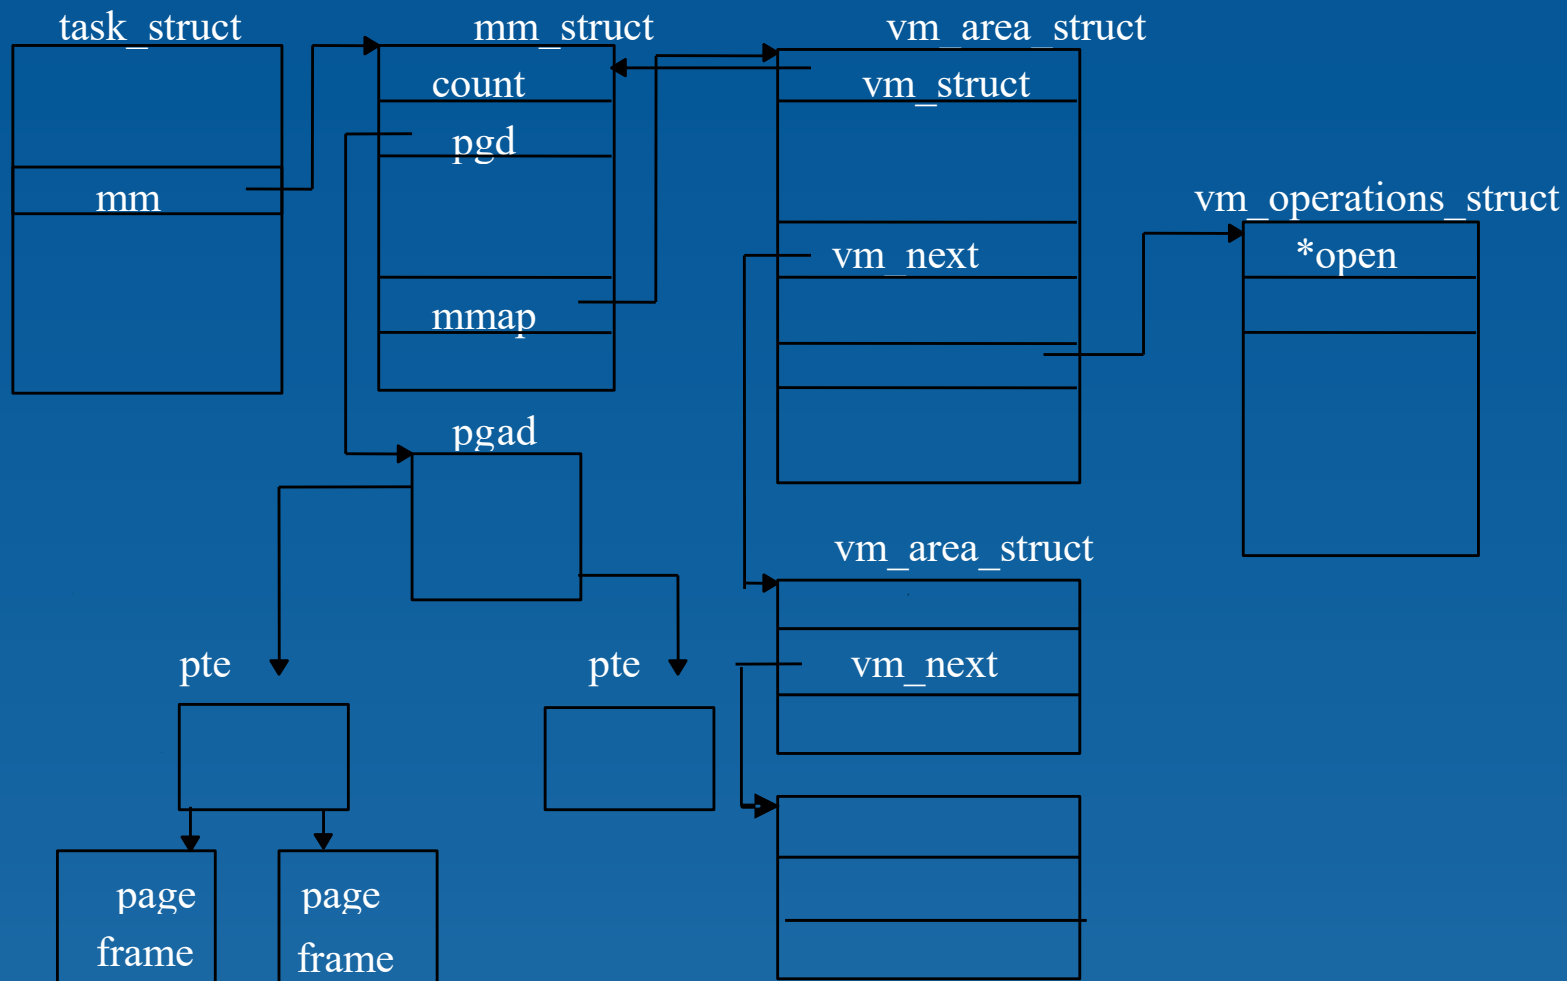 task_struct
mm_struct
vm_area_struct
count
vm_struct
pgd
mm
vm_operations_struct
vm_next
*open
mmap
pgad
vm_area_struct
pte
pte
vm_next
page
frame
page
frame